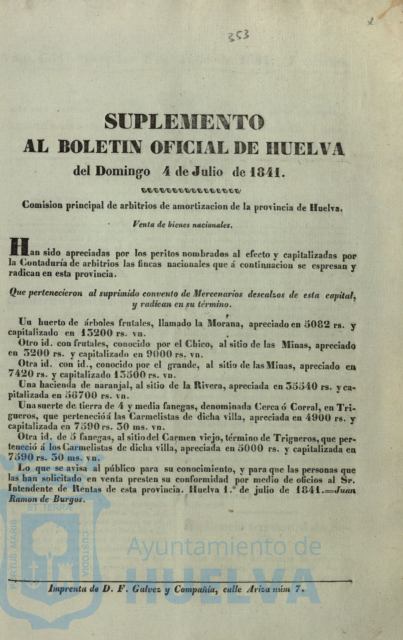 353
SUPLEMENTO
AL BOLETIN OFICIAL DE HUELVA
del Domingo 4 de Julio de 1841.
Comision principal de arbitrios de amortizacion de la provincia de Huelva.
Venta de bienes nacionales.
Han sido apreciadas por los peritos nombrados al efecto y capitalizadas por
la Contaduría de arbitrios las fincas nacionales que á continuacion se espresan y
radican en esta provincia.
Que pertenecieron al suprimido convento de Mercenarios descalzos de esta capital,
y radican en su término.
Un huerto de árboles frutales, llamado la Morana, apreciado en 5082 rs. y
capitalizado en 13200 rs. vn.
Otro id. con frutales, conocido por el Chico, al sitio de las Minas, apreciado
en 3200 rs. y capitalizado en 9000 rs. vn.
Otra id. con id., conocido por el grande, al sitio de las Minas, apreciado en
7420 rs. y capitalizado 13500 rs. vn.
Una hacienda de naranjal, al sitio de la Rivera, apreciada en 35340 rs. y ca-
pitalizada en 56700 rs. vn.
Una suerte de tierra de 4 y media fanegas, denominada Cerca ó Corral, en Tri-
gueros, que perteneció á las Carmelistas de dicha villa, apreciada en 4900 rs. y
capitalizada en 7590 rs. 30 ms. vn.
Otra id. de 5 fanegas, al sitio del Carmen viejo, término de Trigueros, que per-
teneció á los Carmelistas de dicha villa, apreciada en 5000 rs. y capitalizada en
7590 rs. 30 ms. vn.
Lo que se avisa al público para su conocimiento, y para que las personas que
las han solicitado en venta presten su conformidad por medio de oficios al Sr.
Intendente de Rentas de esta provincia. Huelva 1.º de julio de 1841.=Juan
Ramon de Burgos.
Ayuntamiento de
HUELVA
Imprenta de D. F. Galvez y Compañía, calle Ariza núm 7.